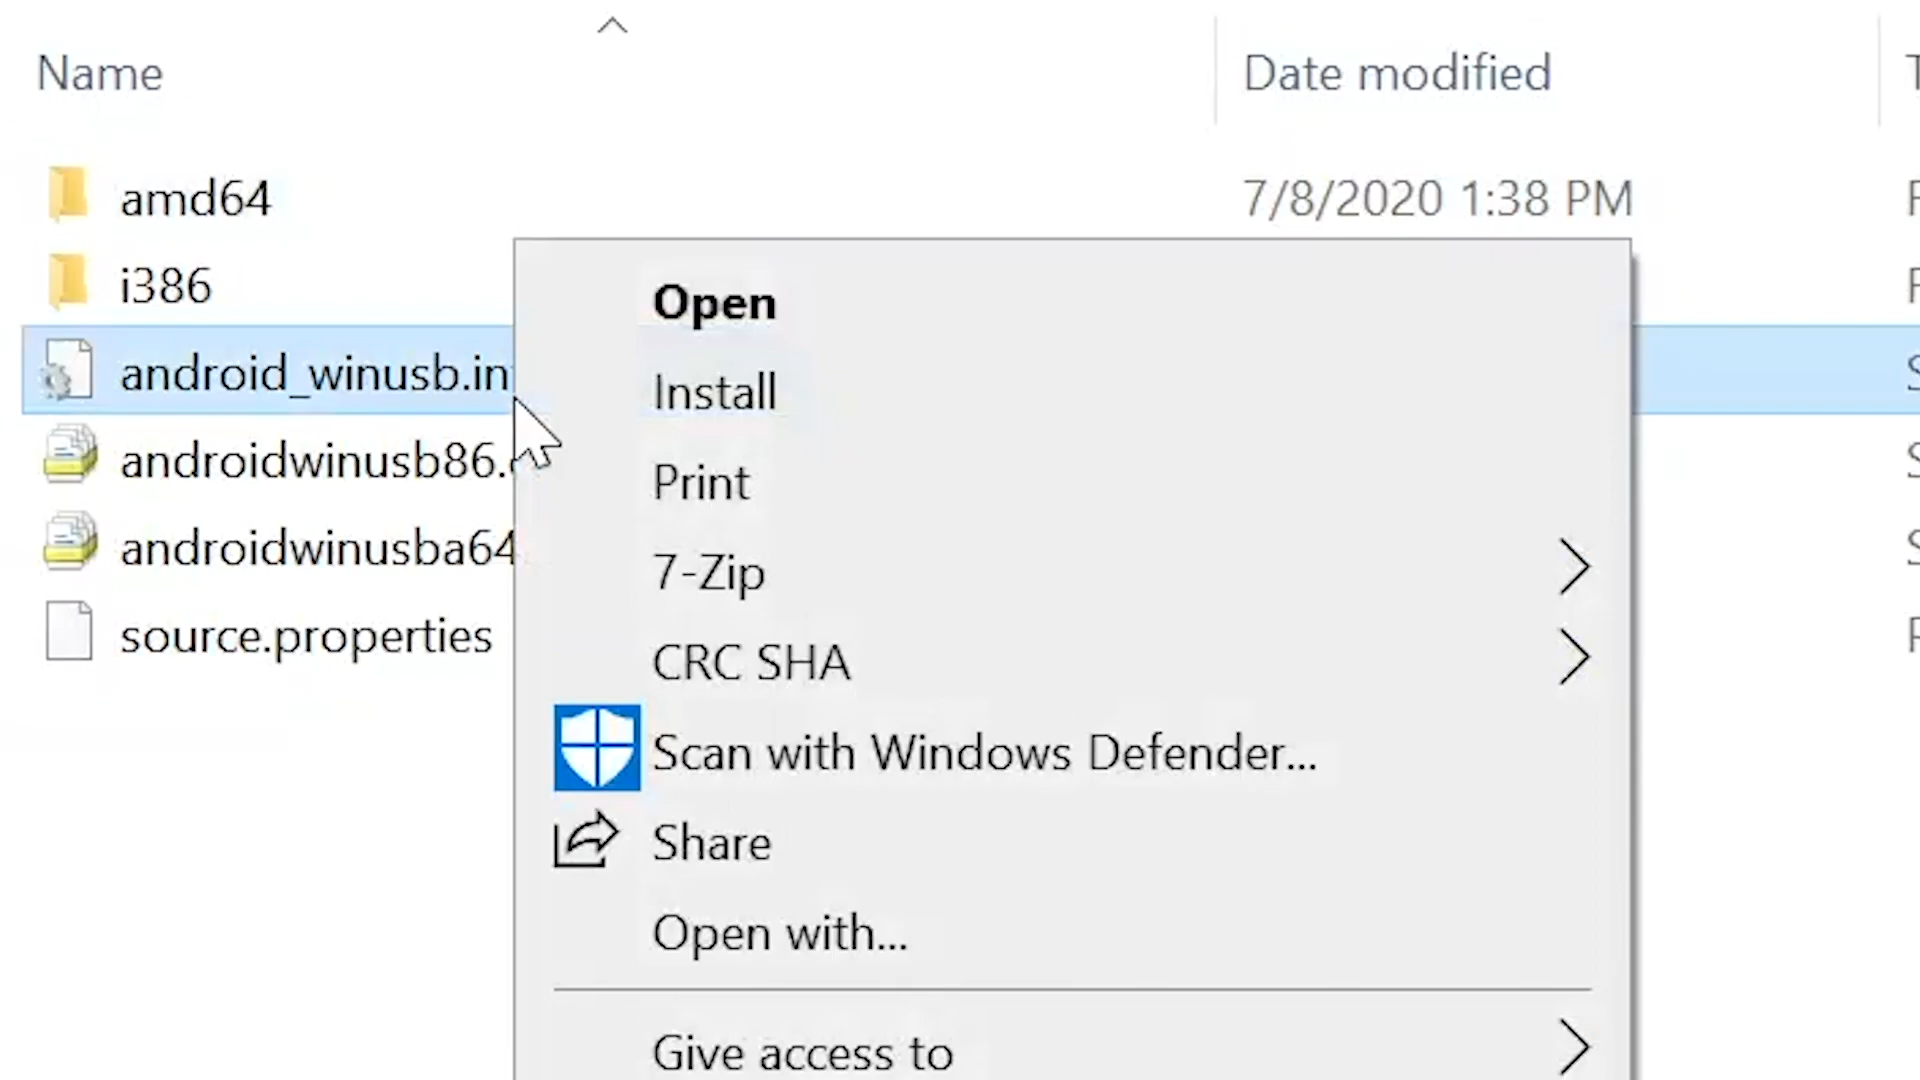 Name Date modified
amd64 7/8/2020 1:38 PM
i386
Open
android_winusb.in
Install
androidwinusb86.
Print
androidwinusba64
7-Zip
source.properties
CRC SHA
Scan with Windows Defender...
Share
Open with...
Give access to